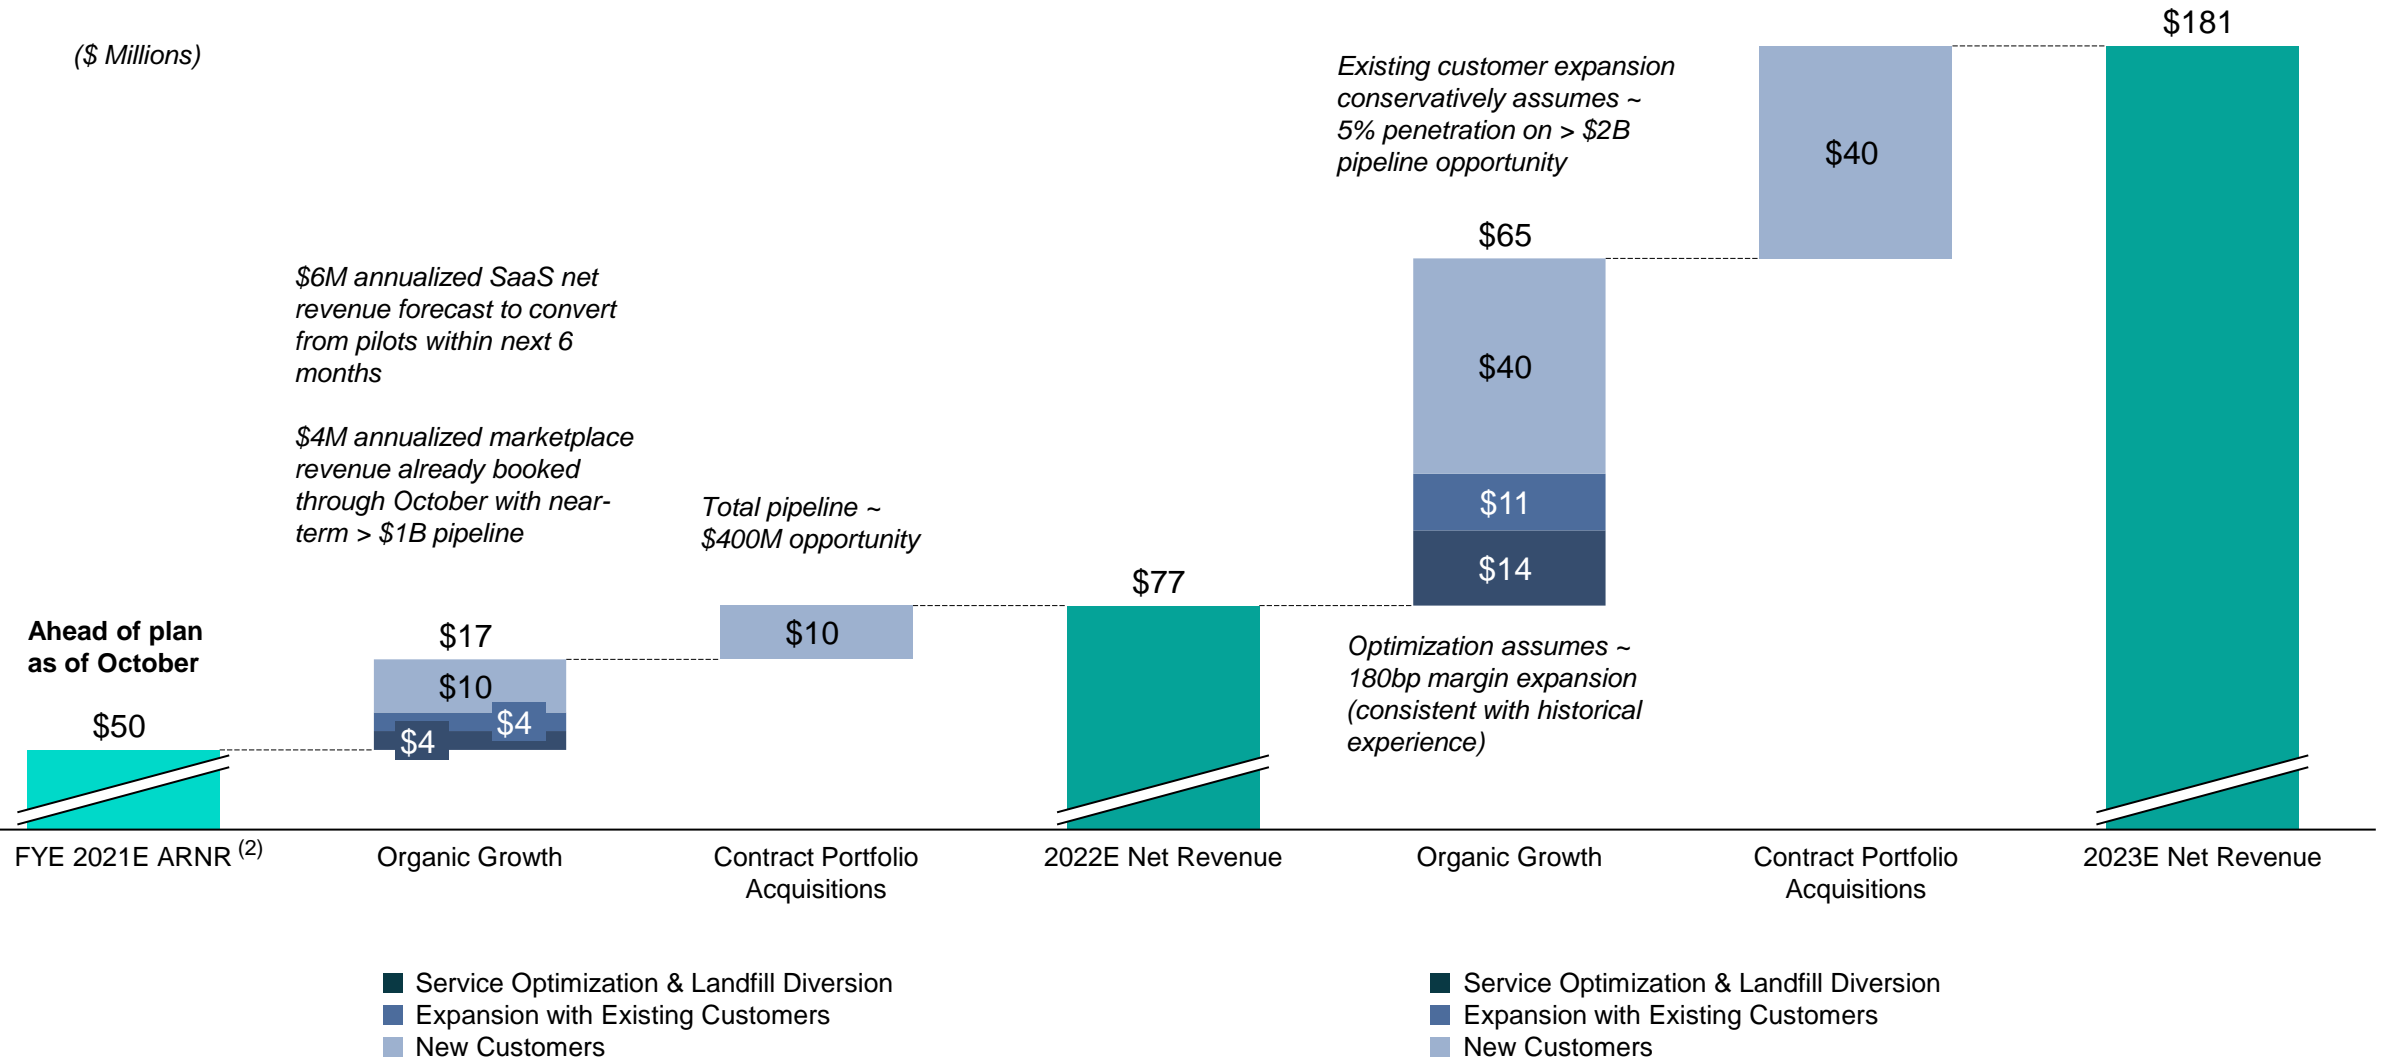 ($ Millions)
Ahead of plan
as of October
$50
$6M annualized SaaS net
revenue forecast to convert
from pilots within next 6
months
$4M annualized marketplace
revenue already booked
through October with near-
term > $1B pipeline
$17
$10
$4
$4
Total pipeline ~
$400M opportunity
$10
$77
Existing customer expansion
conservatively assumes ~
5% penetration on > $2B
pipeline opportunity
$65
$40
$11
$14
Optimization assumes ~
180bp margin expansion
(consistent with historical
experience)
$40
$181
FYE 2021E ARNR (2)
Organic Growth
Contract Portfolio
Acquisitions
2022E Net Revenue
Organic Growth
Contract Portfolio
Acquisitions
2023E Net Revenue
Service Optimization & Landfill Diversion
Expansion with Existing Customers
New Customers
Service Optimization & Landfill Diversion
Expansion with Existing Customers
New Customers